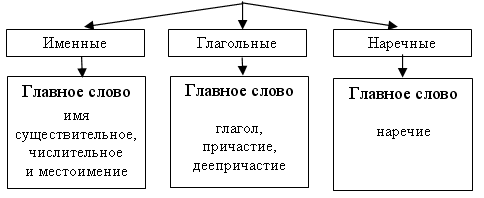 Именные
Глагольные
Наречные
Главное слово
имя
существительное,
числительное
и местоимение
Главное слово
глагол,
причастие,
деепричастие
Главное слово
наречие